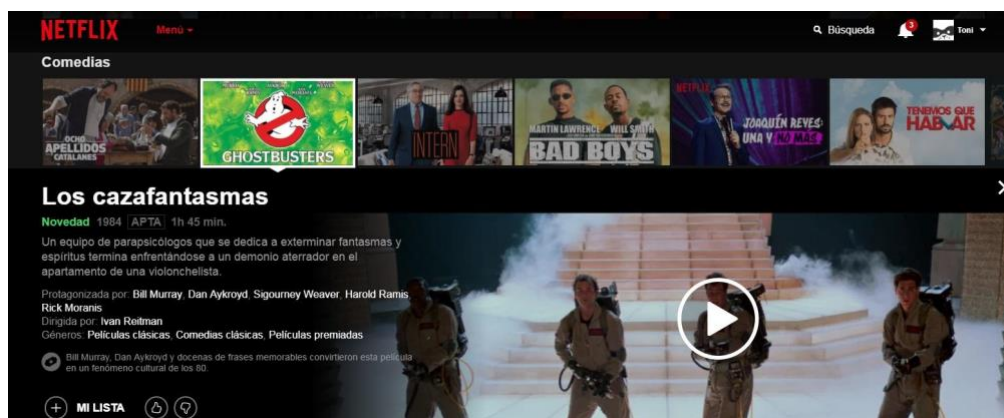 NETFLIX Menú Búsqueda 3 Toni
Comedias
OCHO
APELLIDOS
CATALANES
GHOSTBUSTERS
INTERN
MARTIN LAWRENCE WILL SMITH
BAD BOYS
NETFLIX
JOAQUÍN REYES:
UNA Y NO MÁS
TENEMOS QUE
HABLAR
Los cazafantasmas
Novedad 1984 APTA 1h 45 min.
Un equipo de parapsicólogos que se dedica a exterminar fantasmas y
espíritus termina enfrentándose a un demonio aterrador en el
apartamento de una violonchelista.
Protagonizada por: Bill Murray, Dan Aykroyd, Sigourney Weaver, Harold Ramis,
Rick Moranis
Dirigida por: Ivan Reitman
Géneros: Películas clásicas, Comedias clásicas, Películas premiadas
Bill Murray, Dan Aykroyd y docenas de frases memorables convirtieron esta película
en un fenómeno cultural de los 80.
MI LISTA